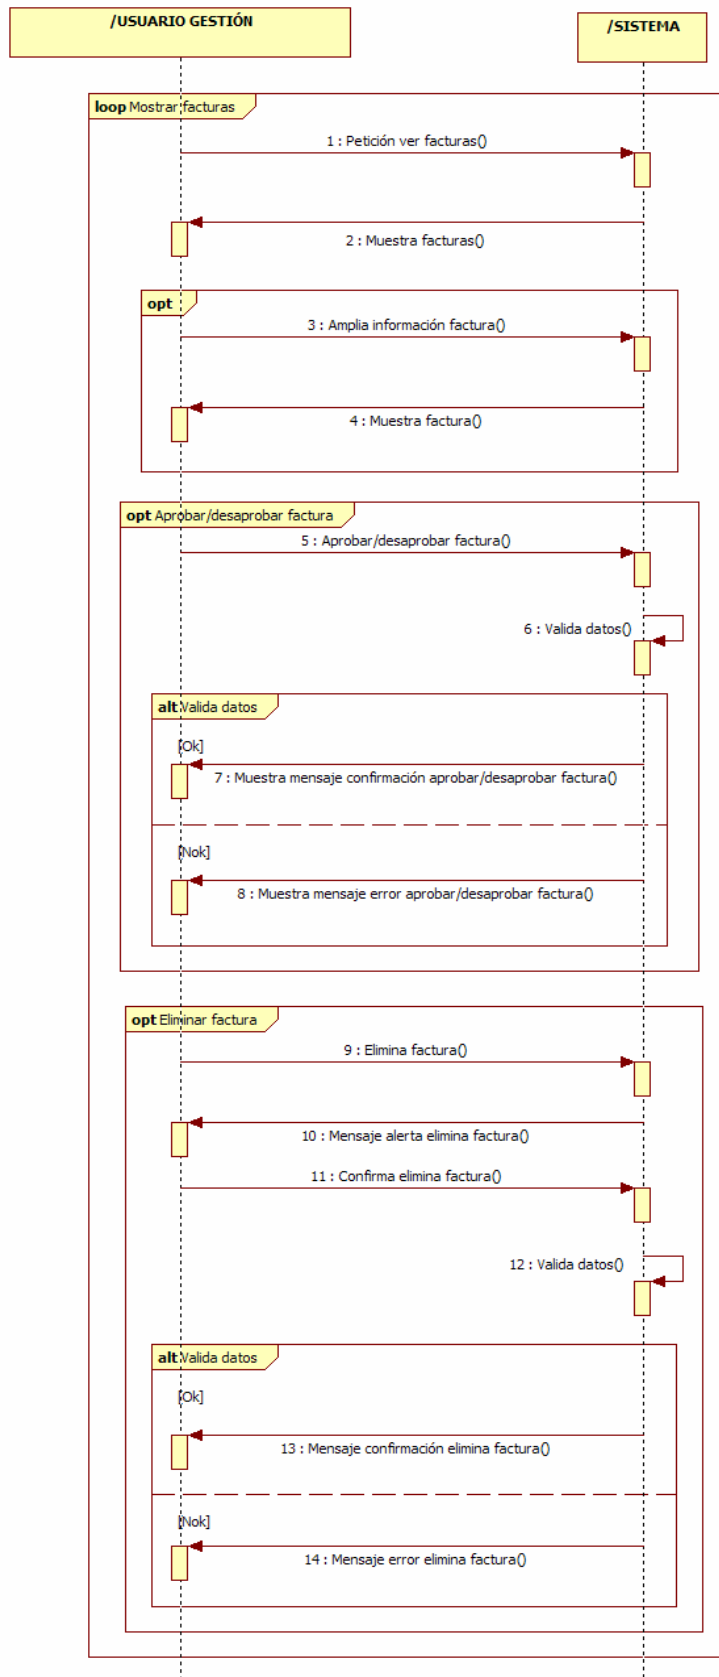 /USUARIO GESTIÓN
/SISTEMA
loop Mostrar facturas
1 : Petición ver facturas()
2 : Muestra facturas()
opt
3 : Amplia información factura()
4 : Muestra factura()
opt Aprobar/desaprobar factura
5 : Aprobar/desaprobar factura()
6 : Valida datos()
alt Valida datos
[Ok]
7 : Muestra mensaje confirmación aprobar/desaprobar factura()
[Nok]
8 : Muestra mensaje error aprobar/desaprobar factura()
opt Eliminar factura
9 : Elimina factura()
10 : Mensaje alerta elimina factura()
11 : Confirma elimina factura()
12 : Valida datos()
alt Valida datos
[Ok]
13 : Mensaje confirmación elimina factura()
[Nok]
14 : Mensaje error elimina factura()